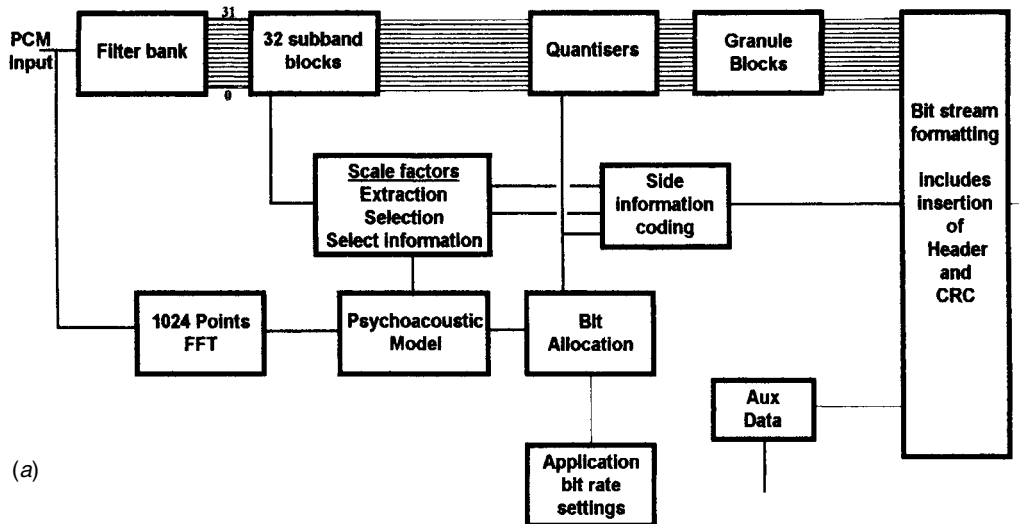 PCM
Input
Filter bank
31
0
32 subband
blocks
Quantisers
Granule
Blocks
Bit stream
formatting
includes
insertion
of
Header
and
CRC
Scale factors
Extraction
Selection
Select information
Side
information
coding
1024 Points
FFT
Psychoacoustic
Model
Bit
Allocation
Aux
Data
Application
bit rate
settings
(a)